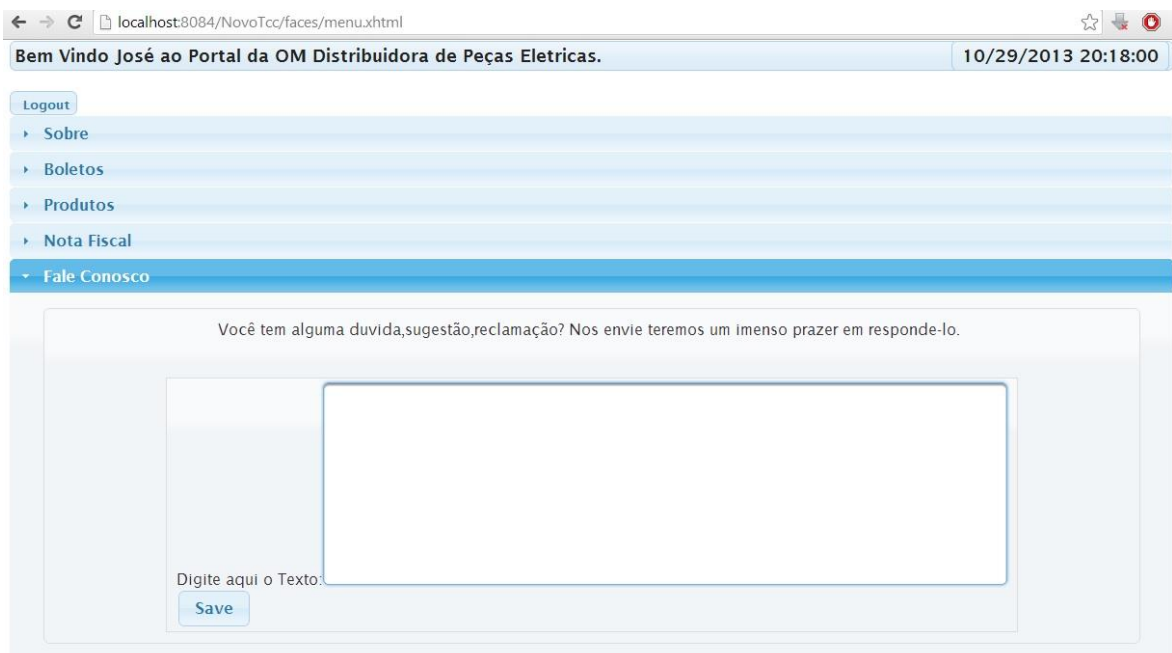 localhost:8084/NovoTcc/faces/menu.xhtml
Bem Vindo José ao Portal da OM Distribuidora de Peças Eletricas. 10/29/2013 20:18:00
Logout
Sobre
Boletos
Produtos
Nota Fiscal
Fale Conosco
Você tem alguma duvida,sugestão,reclamação? Nos envie teremos um imenso prazer em responde-lo.
Digite aqui o Texto:
Save